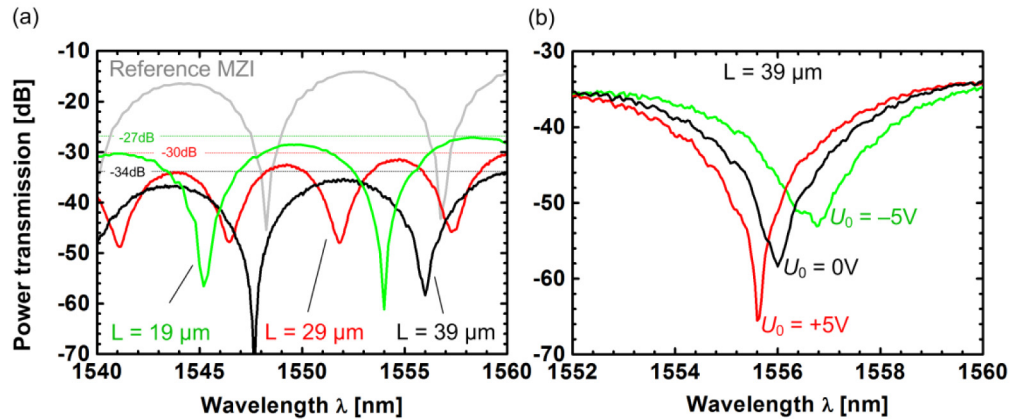 (a)
-10
-20
-30
-40
-50
-60
-70
Power transmission [dB]
Reference MZI
-27dB
-30dB
-34dB
L = 19 µm
L = 29 µm
L = 39 µm
1540
1545
1550
1555
1560
Wavelength λ [nm]
(b)
-30
-40
-50
-60
-70
L = 39 µm
U₀ = –5V
U₀ = 0V
U₀ = +5V
1552
1554
1556
1558
1560
Wavelength λ [nm]